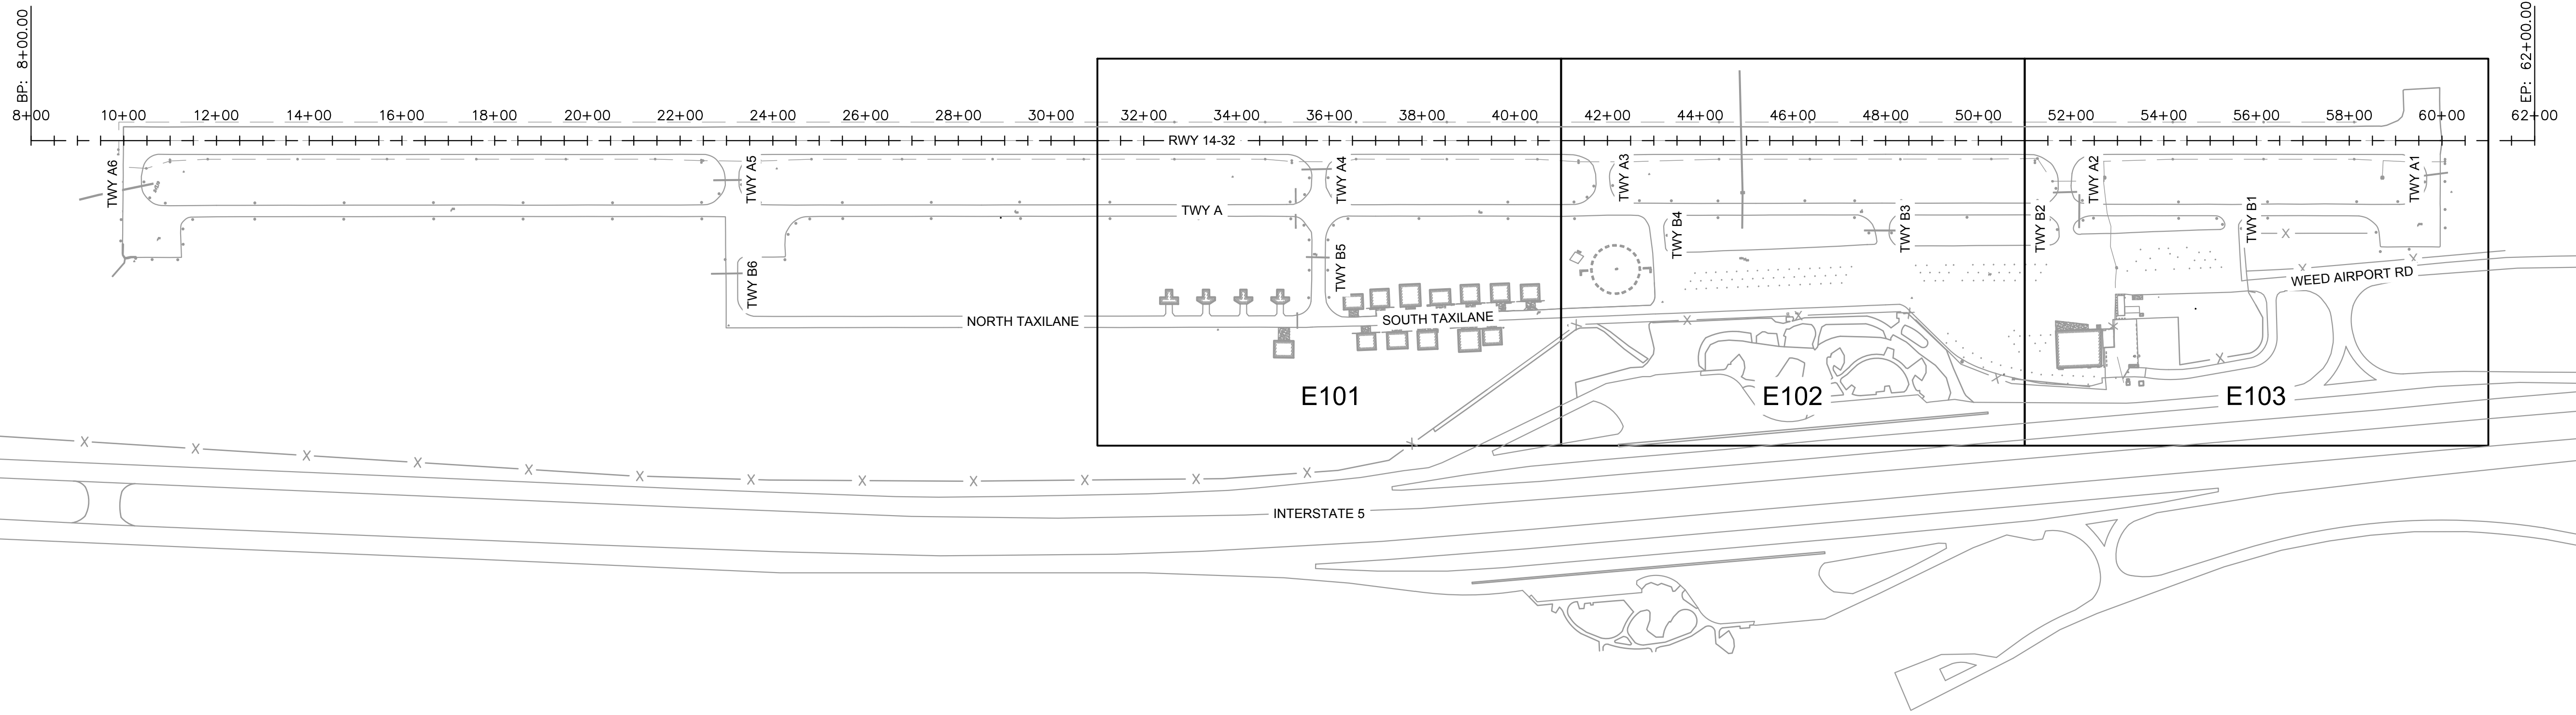 BP: 8+00.00
EP: 62+00.00
8+00 10+00 12+00 14+00 16+00 18+00 20+00 22+00 24+00 26+00 28+00 30+00 32+00 34+00 36+00 38+00 40+00 42+00 44+00 46+00 48+00 50+00 52+00 54+00 56+00 58+00 60+00 62+00
RWY 14-32
TWY A6
TWY A5
TWY A4
TWY A3
TWY A2
TWY A1
TWY A
TWY B6
TWY B5
TWY B4
TWY B3
TWY B2
TWY B1
WEED AIRPORT RD
NORTH TAXILANE
SOUTH TAXILANE
E101
E102
E103
INTERSTATE 5